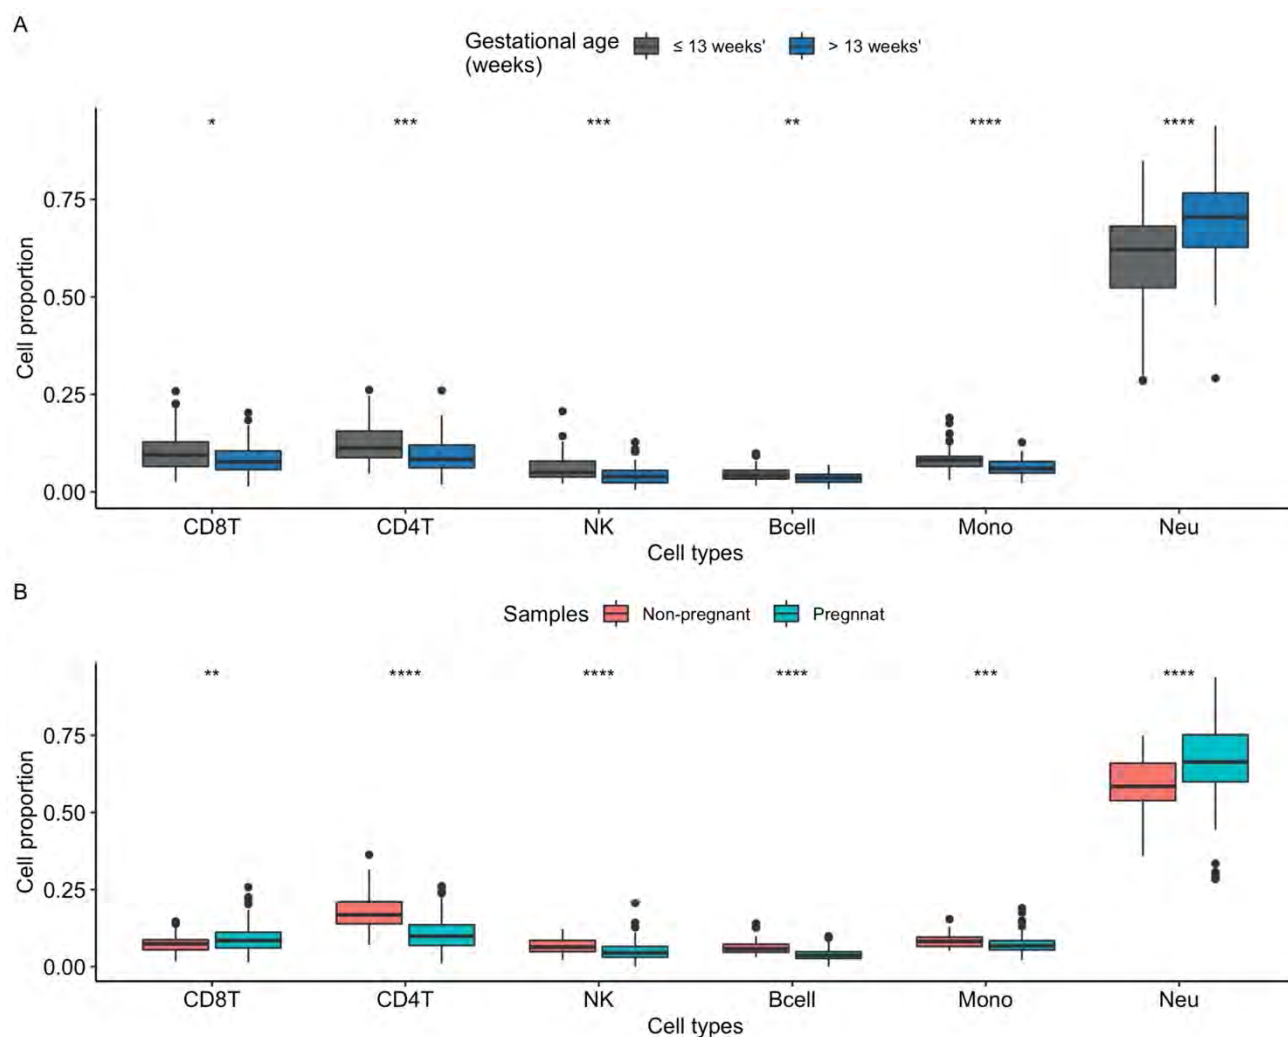 A
Gestational age
(weeks)
≤ 13 weeks'
> 13 weeks'
* *** *** ** **** ****
Cell proportion
0.75
0.50
0.25
0.00
CD8T CD4T NK Bcell Mono Neu
Cell types
B
Samples Non-pregnant Pregnnat
** **** **** **** *** ****
Cell proportion
0.75
0.50
0.25
0.00
CD8T CD4T NK Bcell Mono Neu
Cell types